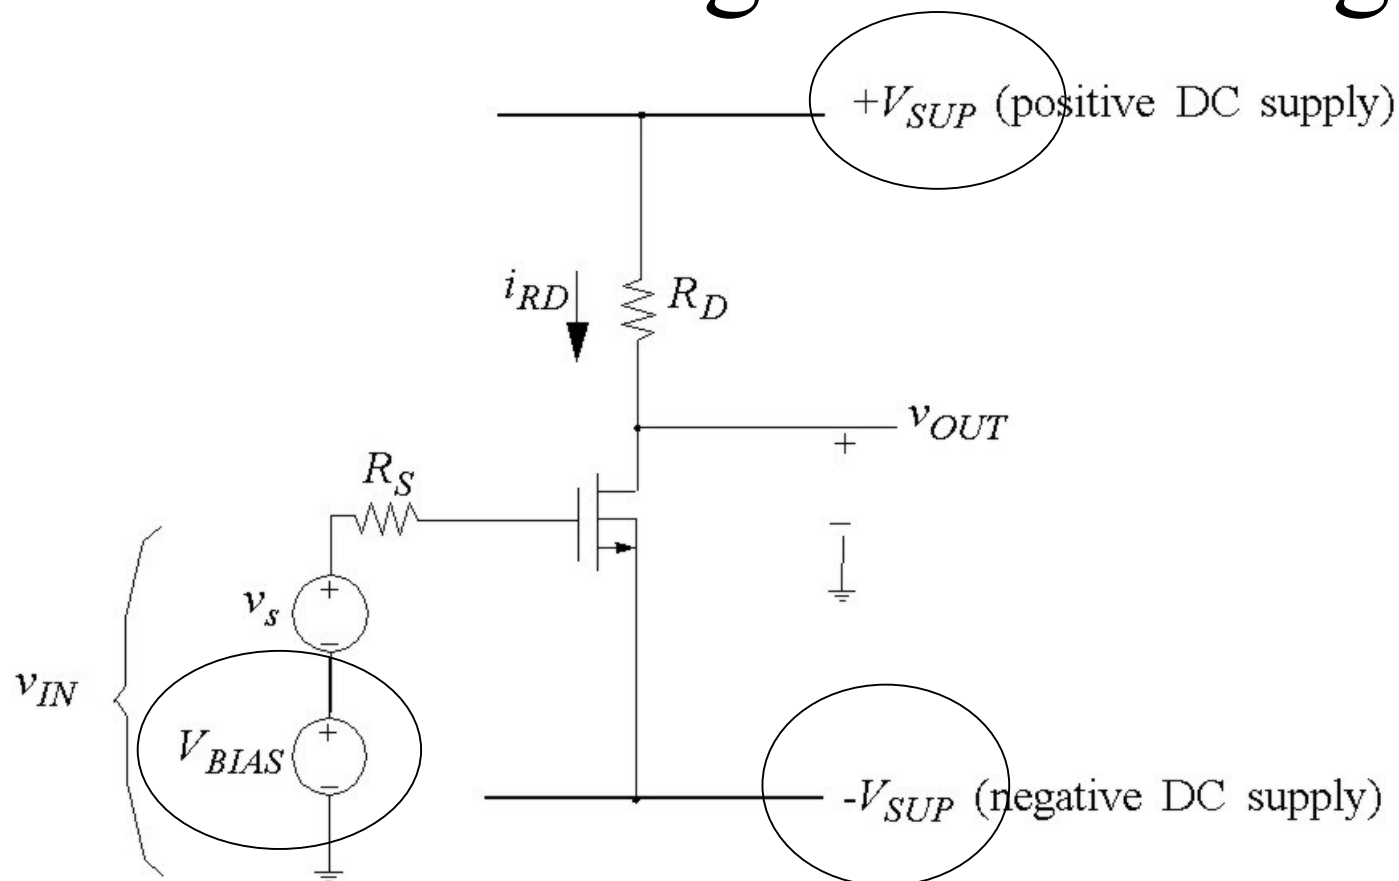 +V_SUP (positive DC supply)
i_RD
R_D
v_OUT
+
R_S
−
+
v_s
−
v_IN
+
V_BIAS
−
-V_SUP (negative DC supply)